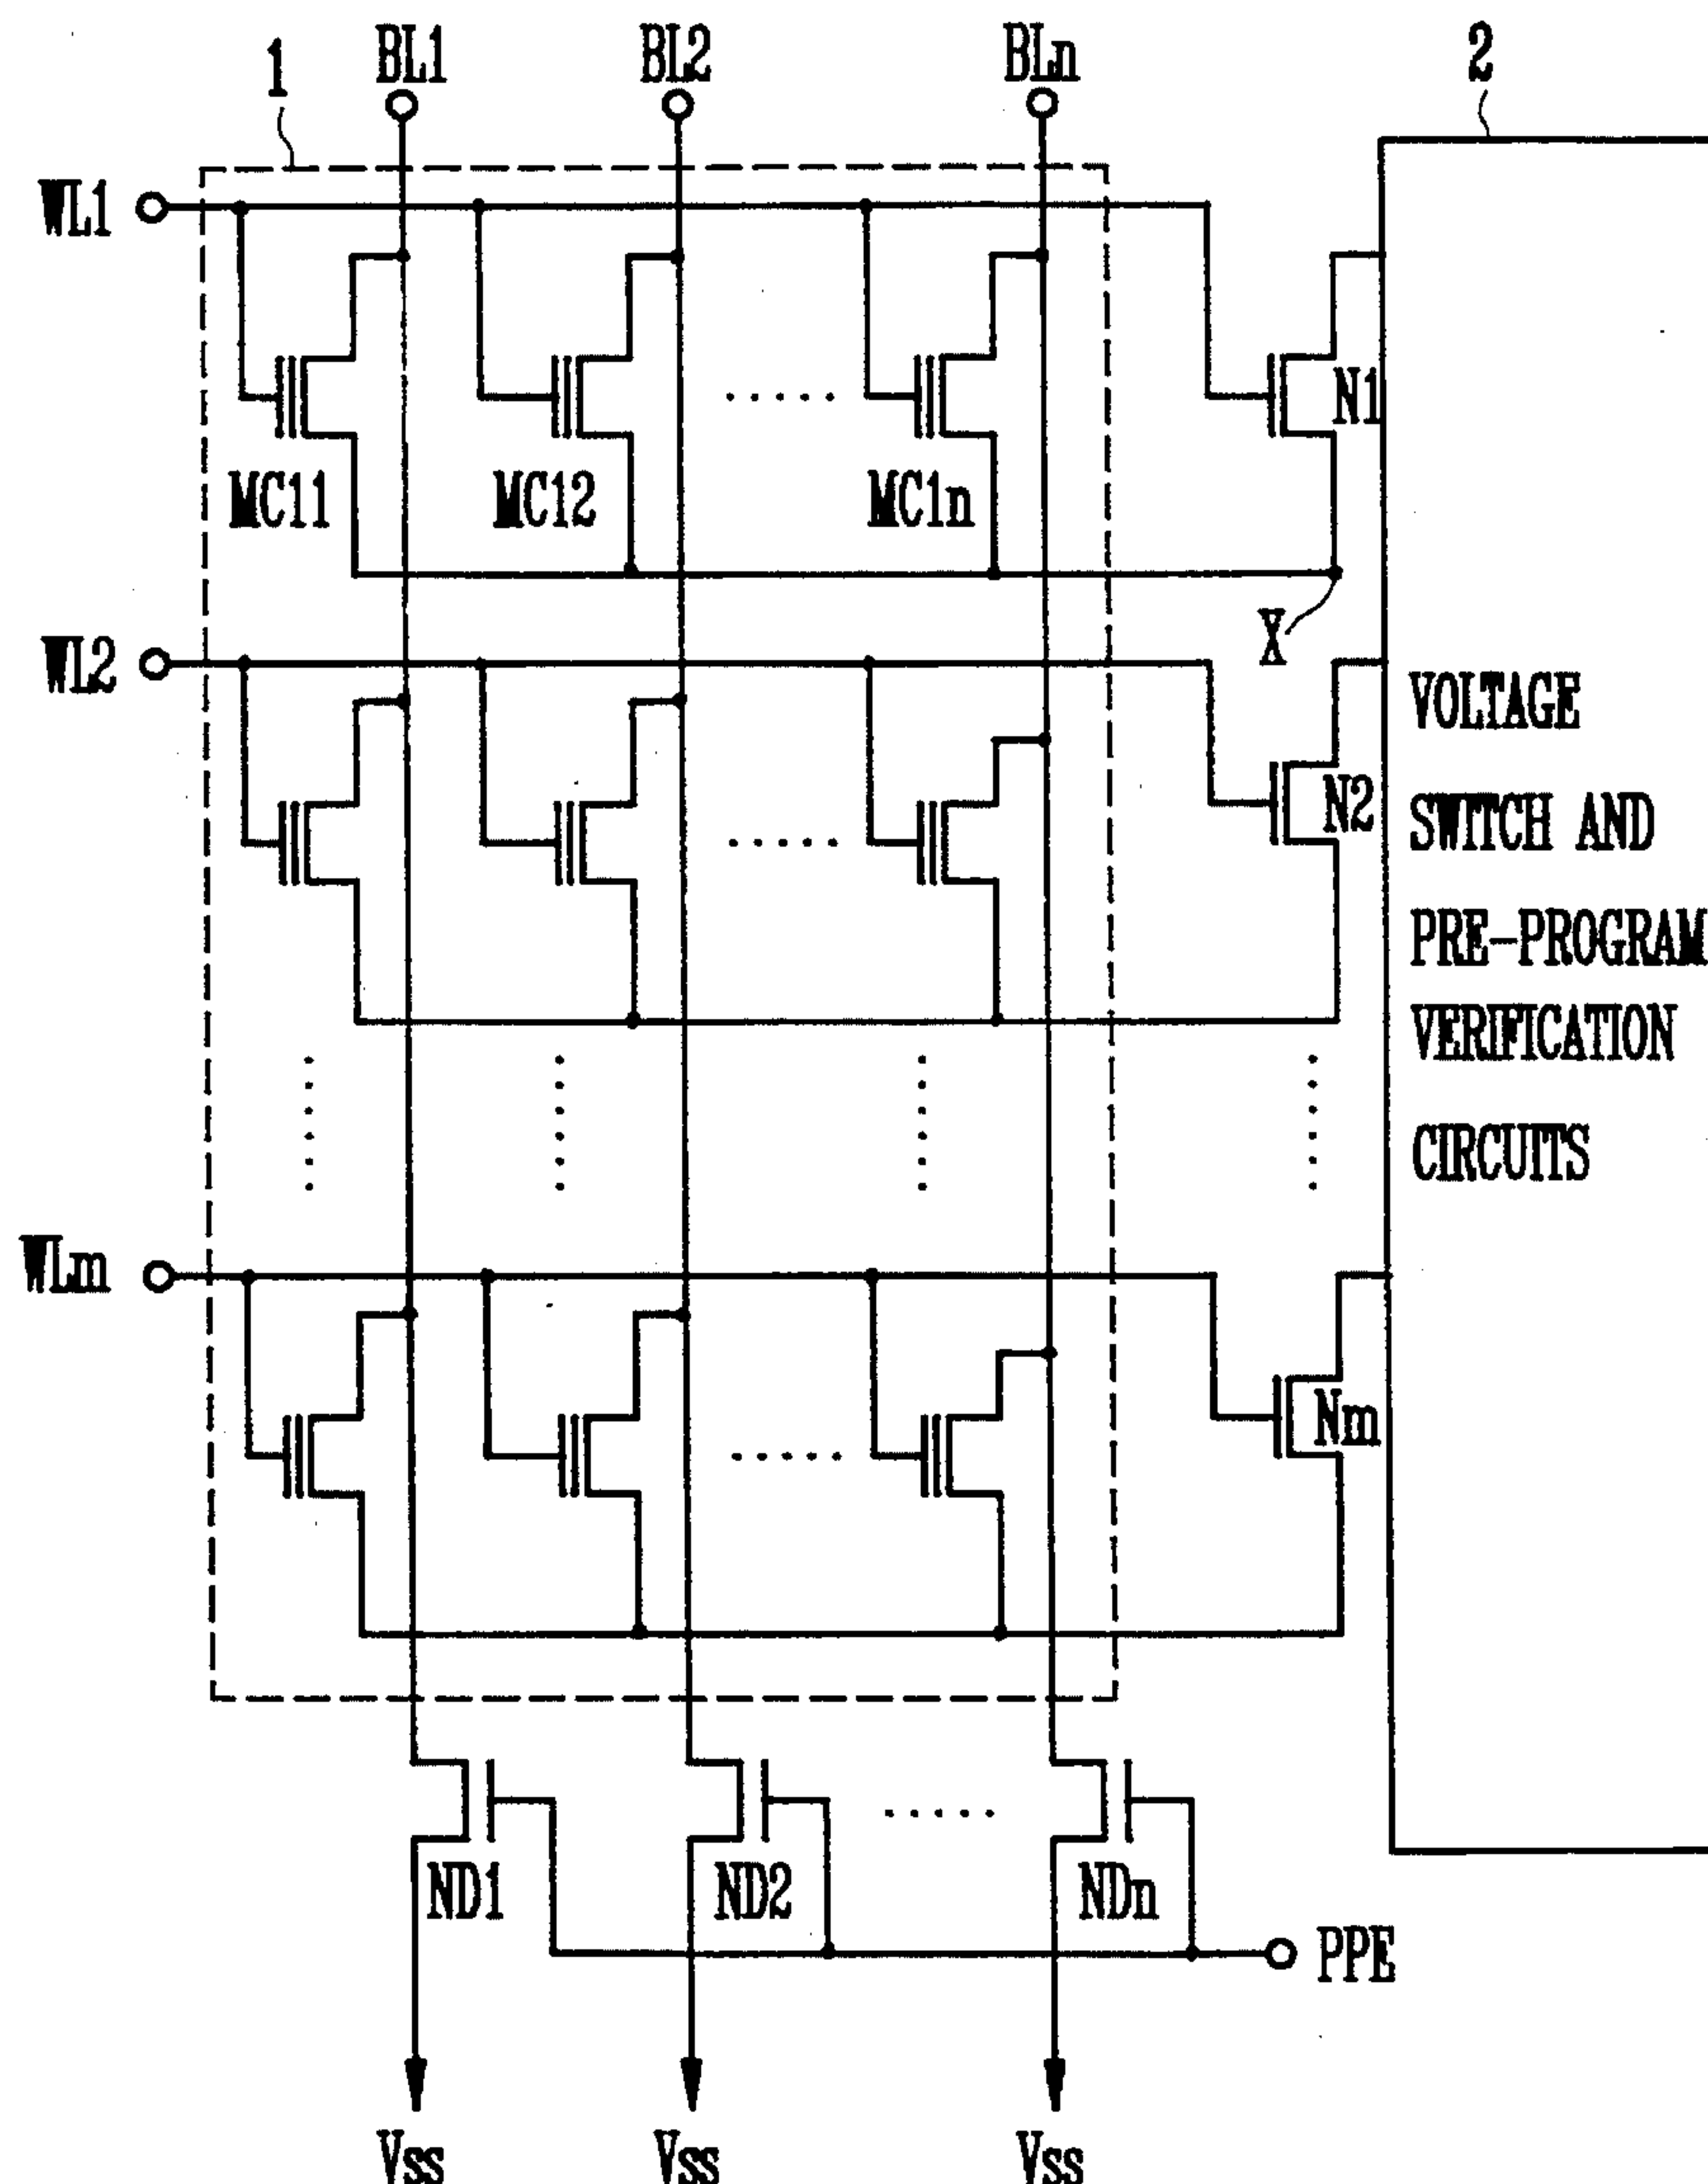 1 BL1 BL2 BLn 2
WL1
N1
MC11 MC12 MC1n
X
WL2
VOLTAGE
N2
SWITCH AND
PRE-PROGRAM
VERIFICATION
CIRCUITS
WLm
Nm
ND1 ND2 NDn
PPE
Vss Vss Vss